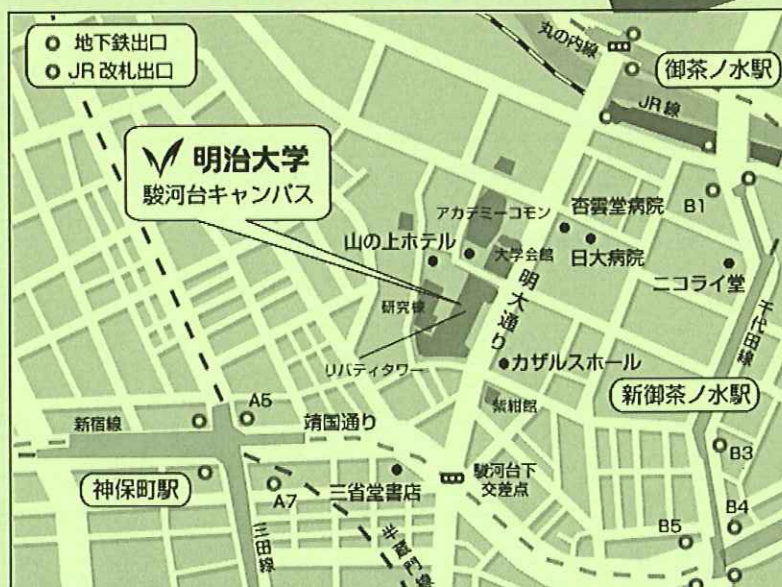 地下鉄出口
JR改札出口
丸の内線
御茶ノ水駅
JR線
明治大学
駿河台キャンパス
アカデミーコモン
杏雲堂病院
B1
山の上ホテル
大学会館
日大病院
ニコライ堂
研究棟
明大通り
千代田線
リバティタワー
カザルスホール
新御茶ノ水駅
紫紺館
新宿線
A5
靖国通り
B3
神保町駅
A7
三省堂書店
駿河台下
交差点
三田線
半蔵門線
B5
B4